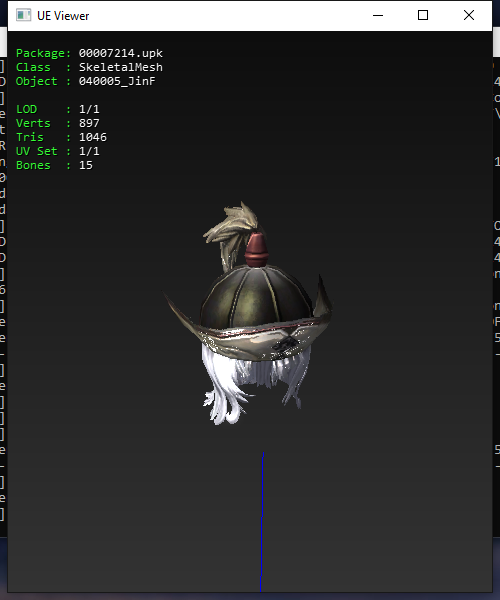 UE Viewer
Package: 00007214.upk
Class : SkeletalMesh
Object : 040005_JinF
LOD : 1/1
Verts : 897
Tris : 1046
UV Set : 1/1
Bones : 15